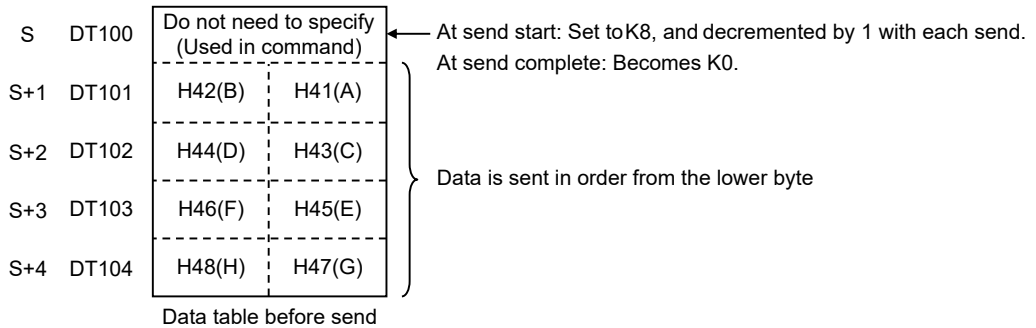 S DT100 Do not need to specify (Used in command) At send start: Set toK8, and decremented by 1 with each send.
At send complete: Becomes K0.
S+1 DT101 H42(B) H41(A)
S+2 DT102 H44(D) H43(C)
Data is sent in order from the lower byte
S+3 DT103 H46(F) H45(E)
S+4 DT104 H48(H) H47(G)
Data table before send